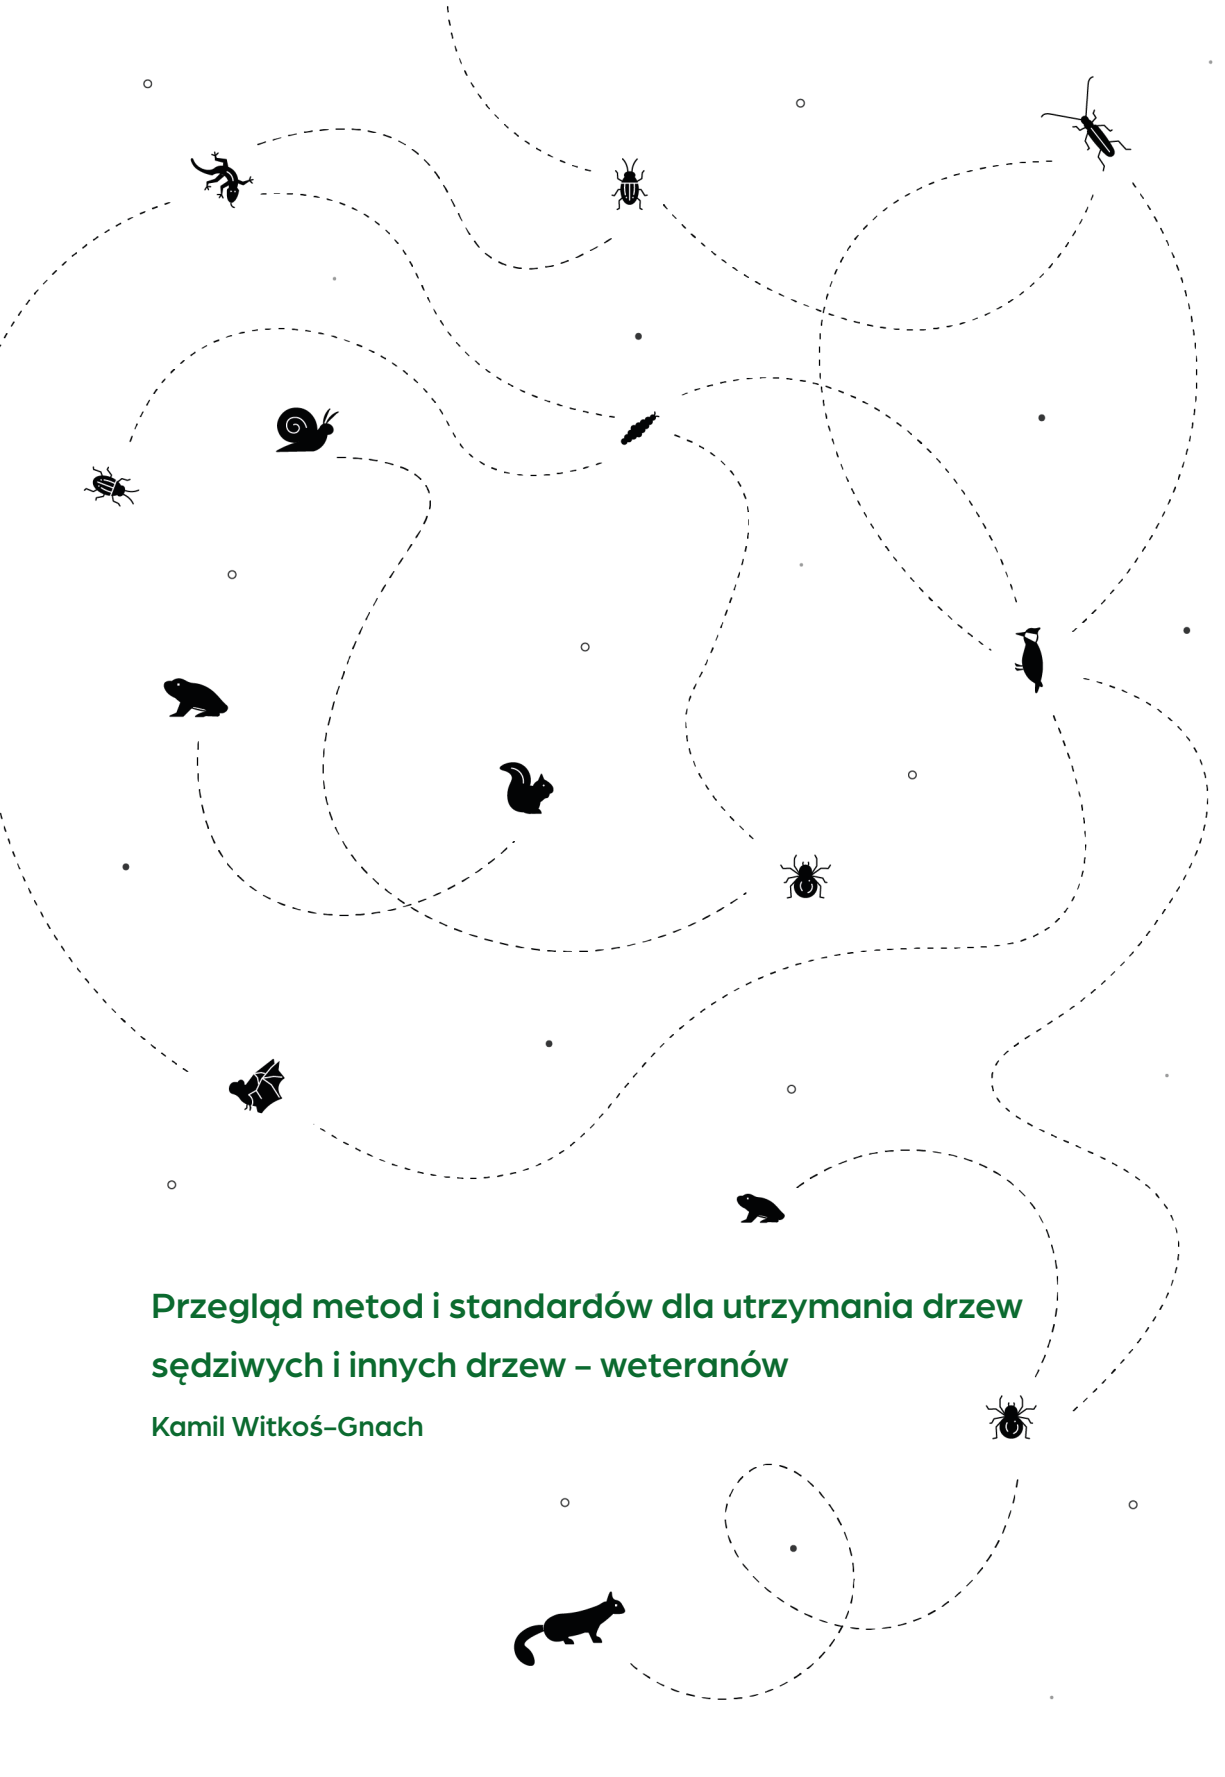 Przegląd metod i standardów dla utrzymania drzew
sędziwych i innych drzew – weteranów
Kamil Witkoś–Gnach